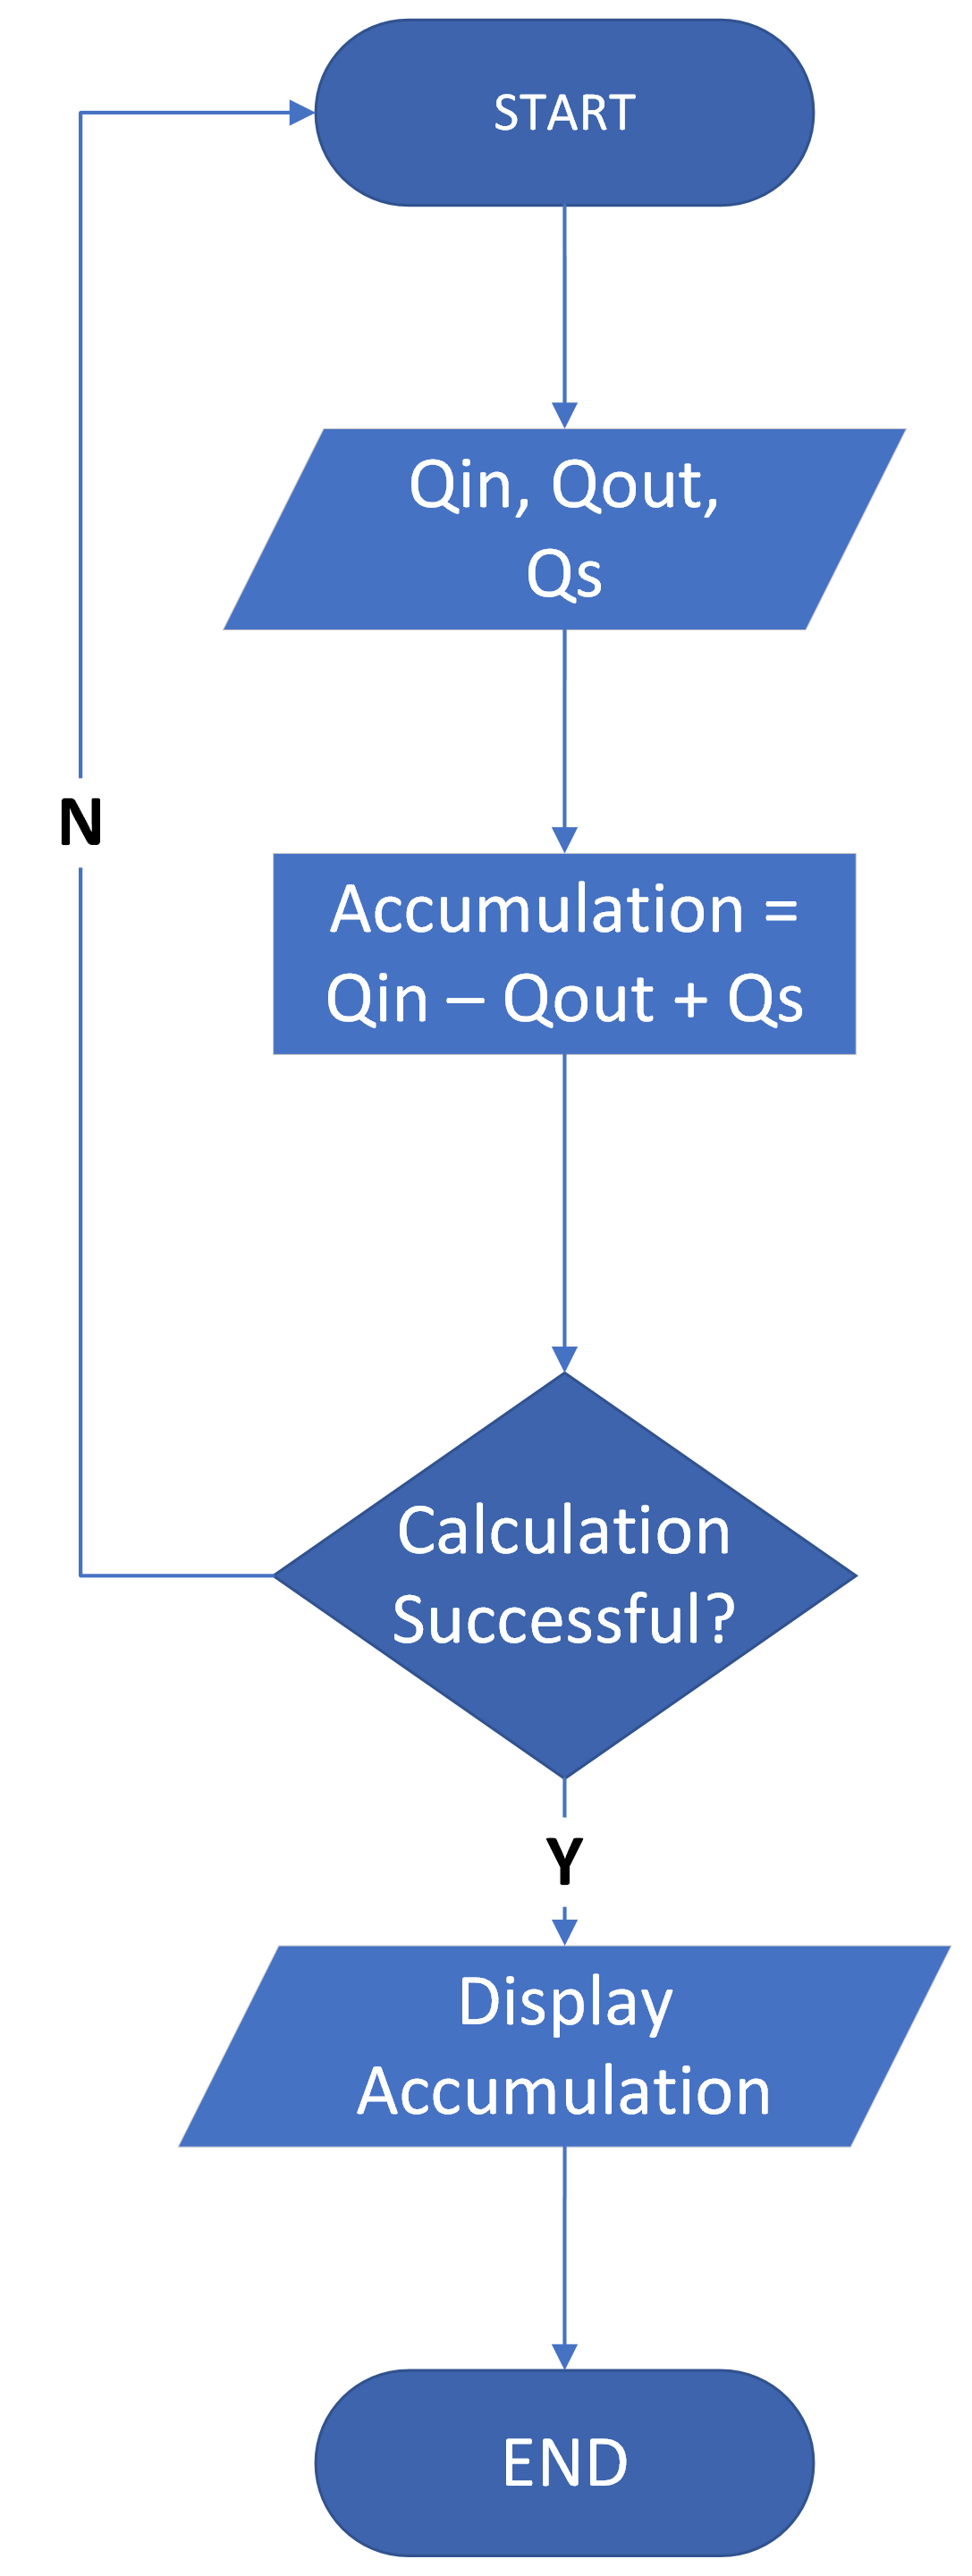 START
Qin, Qout,
Qs
Accumulation =
Qin – Qout + Qs
N
Calculation
Successful?
Y
Display
Accumulation
END